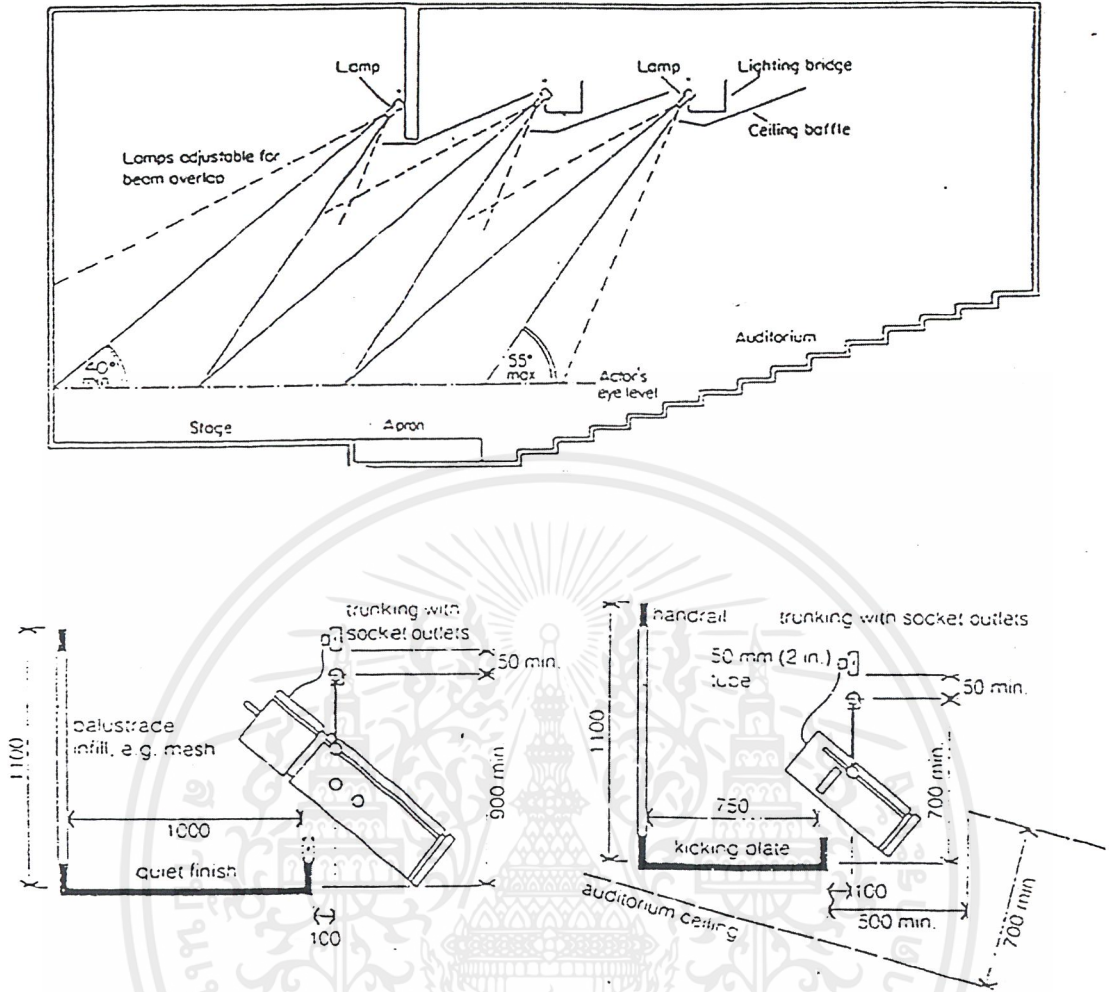 Lamp
Lamp
Lighting bridge
Ceiling baffle
Lamps adjustable for
beam overlap
Auditorium
40°
55°
max
Actor's
eye level
Stage
Apron
trunking with
socket outlets
50 min.
balustrade
infill, e.g. mesh
1100
1000
900 min
quiet finish
100
handrail
trunking with socket outlets
50 mm (2 in.)
tube
50 min.
1100
750
700 min
kicking plate
100
500 min.
auditorium ceiling
700 min